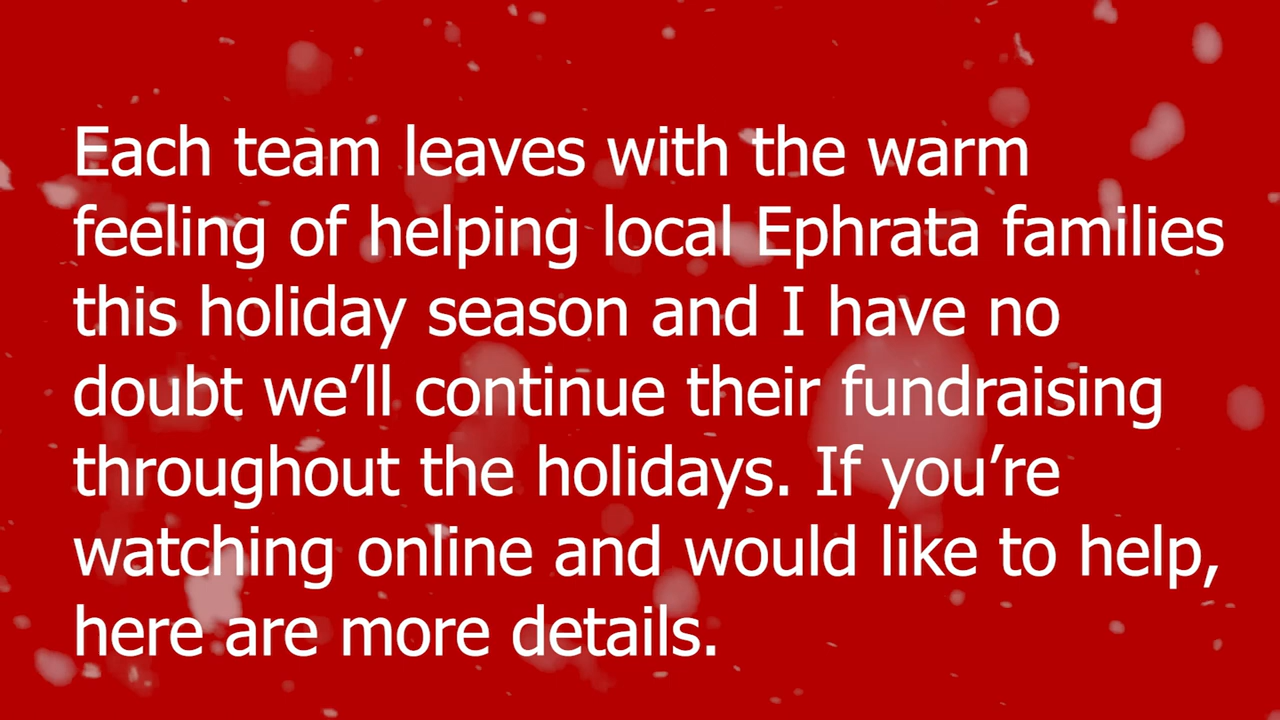 Each team leaves with the warm
feeling of helping local Ephrata families
this holiday season and I have no
doubt we’ll continue their fundraising
throughout the holidays. If you’re
watching online and would like to help,
here are more details.